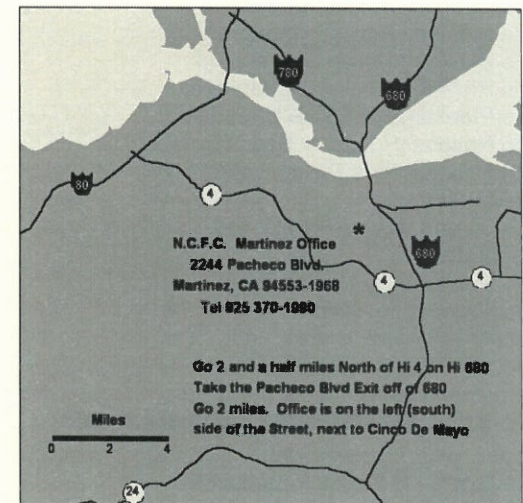 780
680
80
4
N.C.F.C. Martinez Office
2244 Pacheco Blvd.
Martinez, CA 94553-1968
Tel 925 370-1980
680
4
4
Go 2 and a half miles North of Hi 4 on Hi 680
Take the Pacheco Blvd Exit off of 680
Go 2 miles. Office is on the left (south)
side of the Street, next to Cinco De Mayo
Miles
0 2 4
24